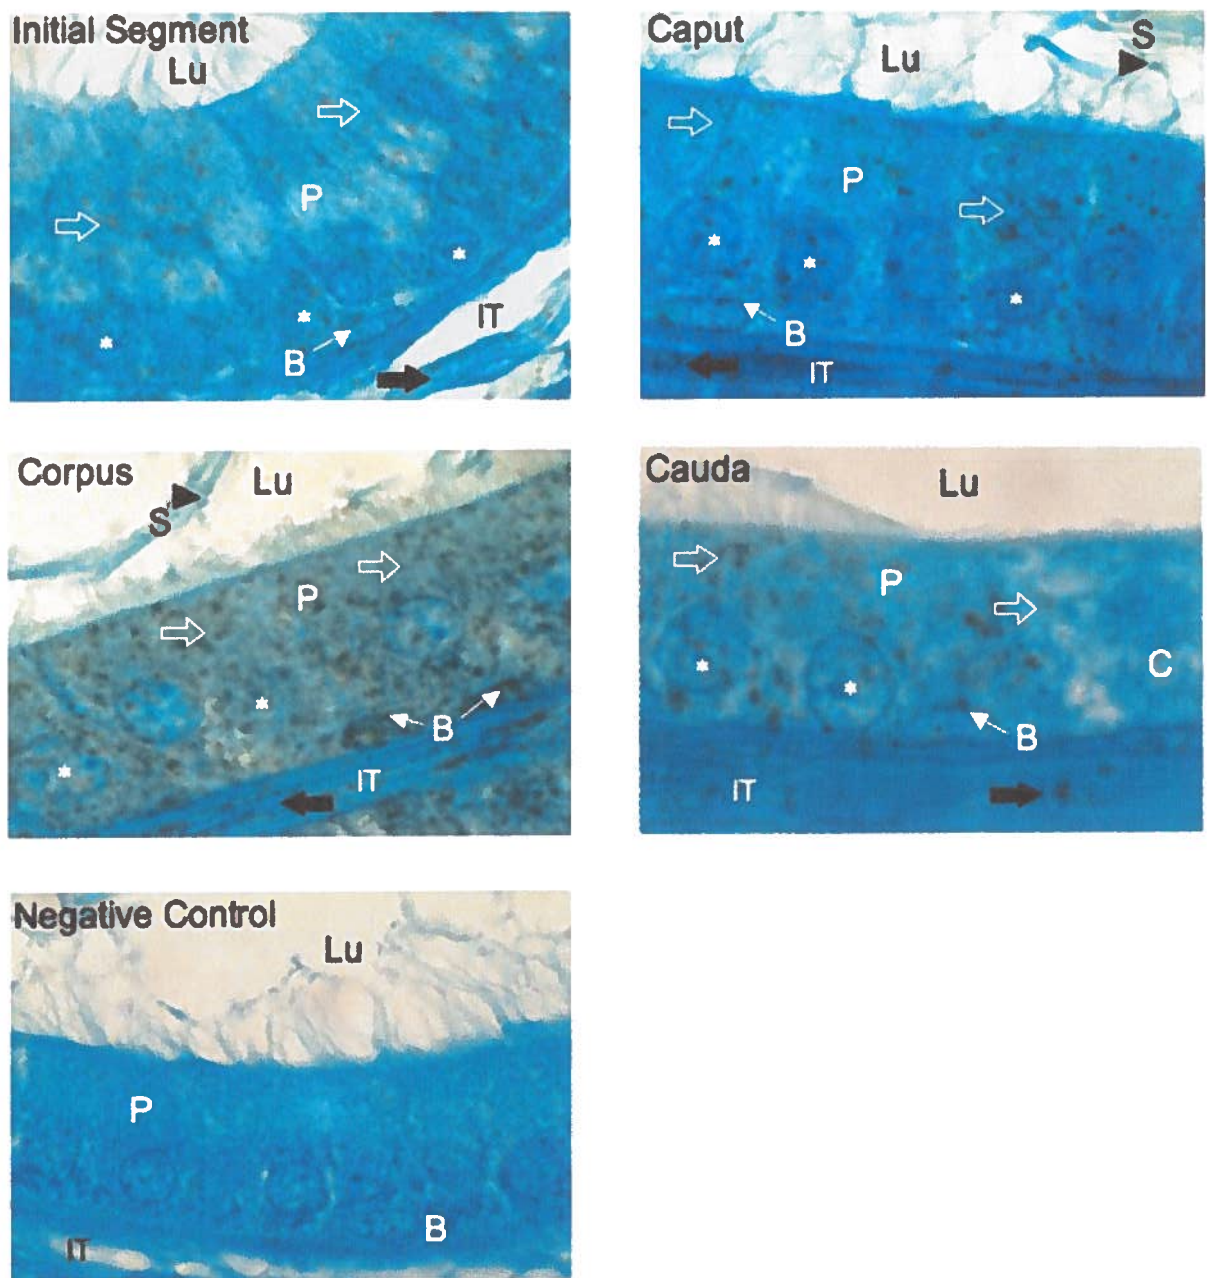 Initial Segment
Lu
P
B
IT
Caput
S
Lu
P
B
IT
Corpus
Lu
S
P
B
IT
Cauda
Lu
P
C
B
IT
Negative Control
Lu
P
B
IT